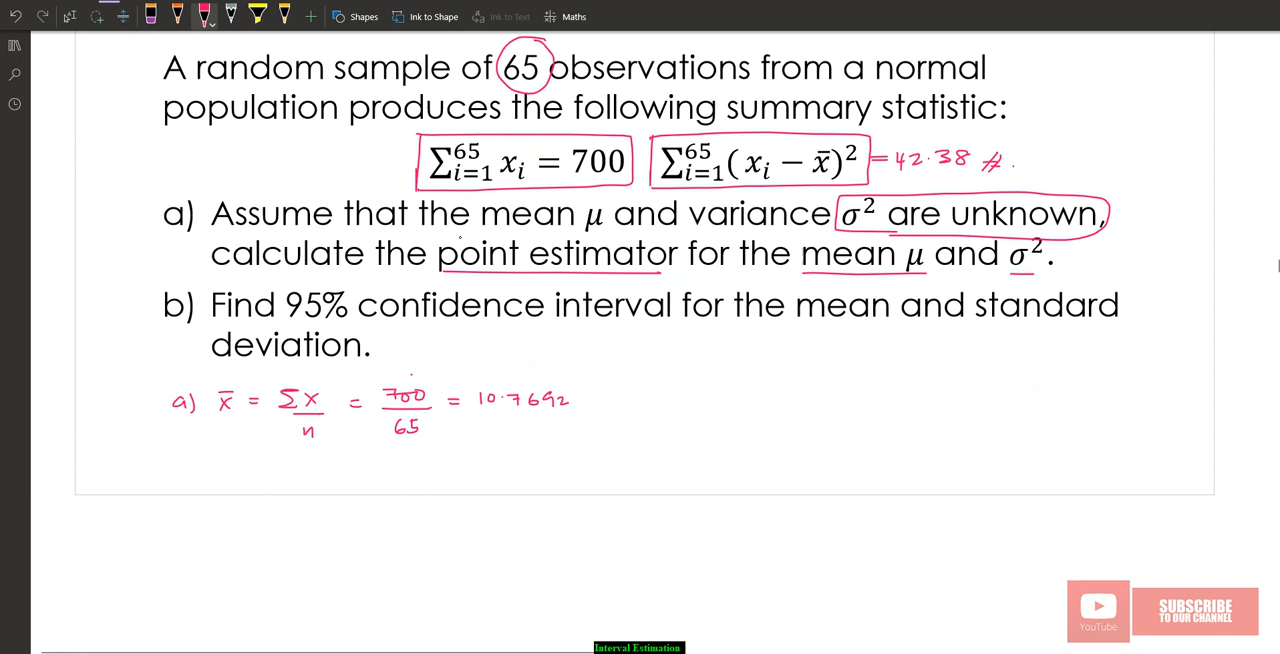 Shapes Ink to Shape Ink to Text Maths
A random sample of 65 observations from a normal
population produces the following summary statistic:
∑_{i=1}^{65} x_i = 700 ∑_{i=1}^{65} (x_i − x̄)² = 42.38 #.
a) Assume that the mean μ and variance σ² are unknown,
calculate the point estimator for the mean μ and σ².
b) Find 95% confidence interval for the mean and standard
deviation.
a) x̄ = ∑x/n = 700/65 = 10.7692
YouTube
SUBSCRIBE
TO OUR CHANNEL
Interval Estimation